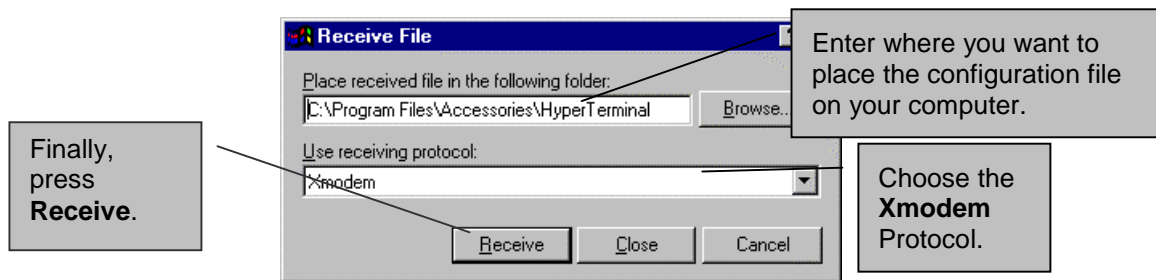 Receive File
?
Enter where you want to
place the configuration file
on your computer.
Place received file in the following folder:
C:\Program Files\Accessories\HyperTerminal
Browse..
Finally,
press
Receive.
Use receiving protocol:
Xmodem
Choose the
Xmodem
Protocol.
Receive
Close
Cancel